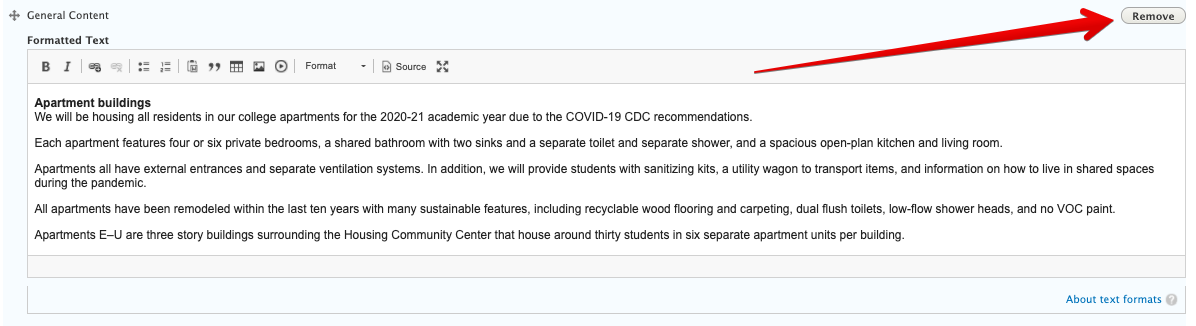 General Content
Remove
Formatted Text
B I Format Source
Apartment buildings
We will be housing all residents in our college apartments for the 2020-21 academic year due to the COVID-19 CDC recommendations.
Each apartment features four or six private bedrooms, a shared bathroom with two sinks and a separate toilet and separate shower, and a spacious open-plan kitchen and living room.
Apartments all have external entrances and separate ventilation systems. In addition, we will provide students with sanitizing kits, a utility wagon to transport items, and information on how to live in shared spaces
during the pandemic.
All apartments have been remodeled within the last ten years with many sustainable features, including recyclable wood flooring and carpeting, dual flush toilets, low-flow shower heads, and no VOC paint.
Apartments E–U are three story buildings surrounding the Housing Community Center that house around thirty students in six separate apartment units per building.
About text formats ?